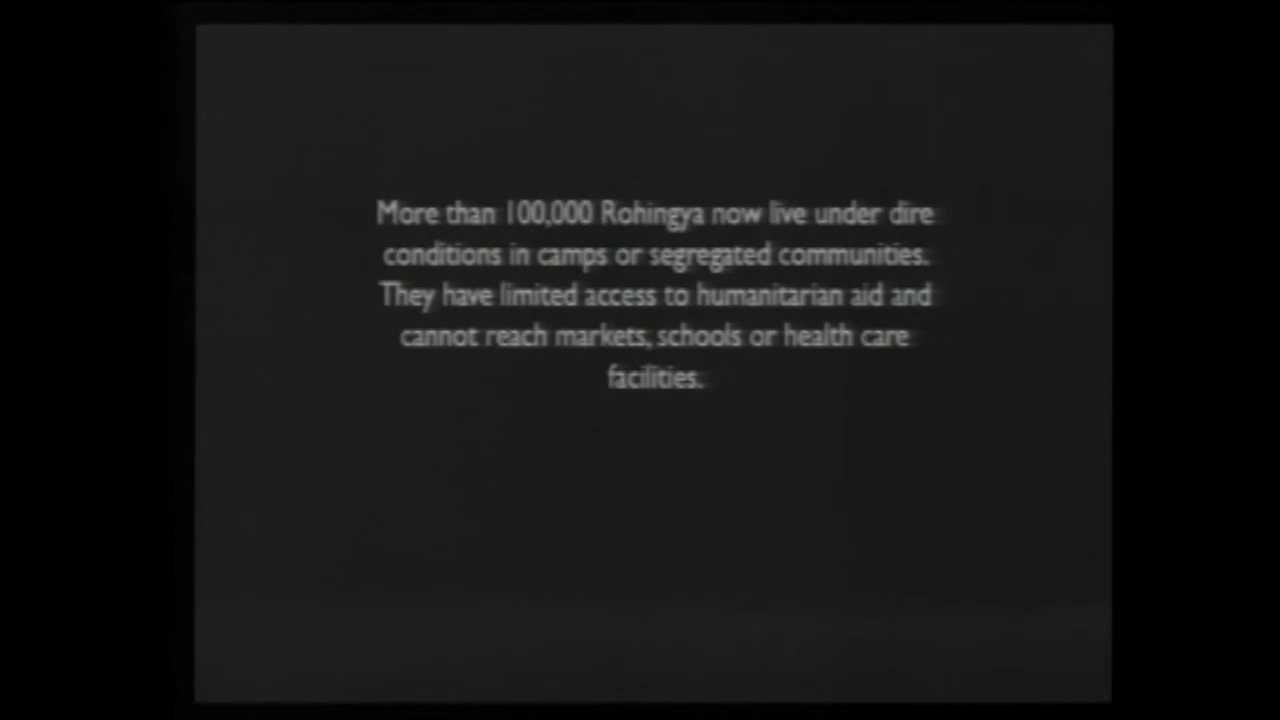 More than 100,000 Rohingya now live under dire
conditions in camps or segregated communities.
They have limited access to humanitarian aid and
cannot reach markets, schools or health care
facilities.